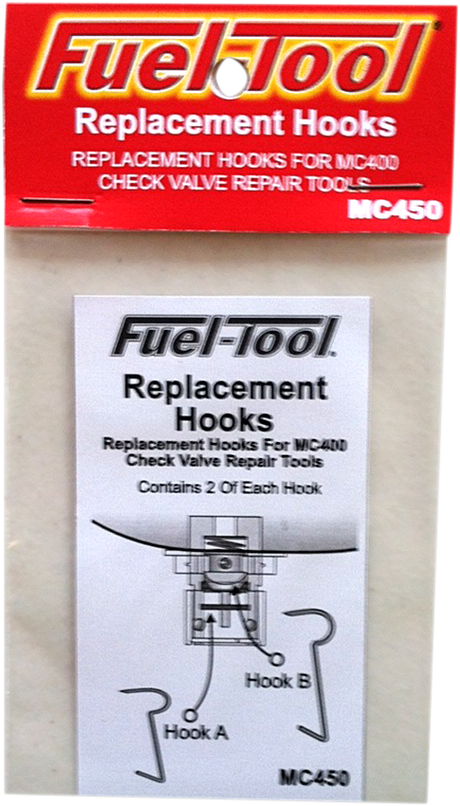 Fuel-Tool®
Replacement Hooks
REPLACEMENT HOOKS FOR MC400
CHECK VALVE REPAIR TOOLS
MC450
Fuel-Tool®
Replacement
Hooks
Replacement Hooks For MC400
Check Valve Repair Tools
Contains 2 Of Each Hook
Hook B
Hook A
MC450